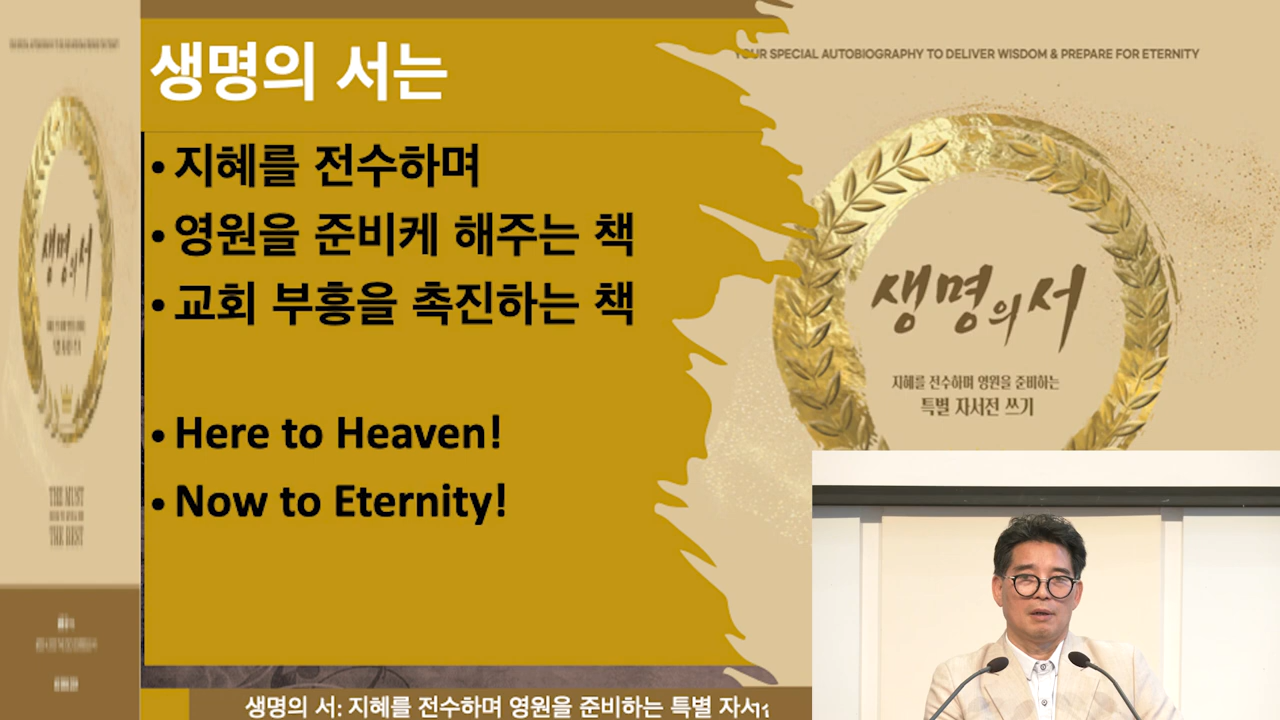 생명의 서는
YOUR SPECIAL AUTOBIOGRAPHY TO DELIVER WISDOM & PREPARE FOR ETERNITY
• 지혜를 전수하며
• 영원을 준비케 해주는 책
• 교회 부흥을 촉진하는 책
• Here to Heaven!
• Now to Eternity!
생명의서
지혜를 전수하며 영원을 준비하는
특별 자서전 쓰기
생명의서
THE MUST
THE BEST
생명의 서: 지혜를 전수하며 영원을 준비하는 특별